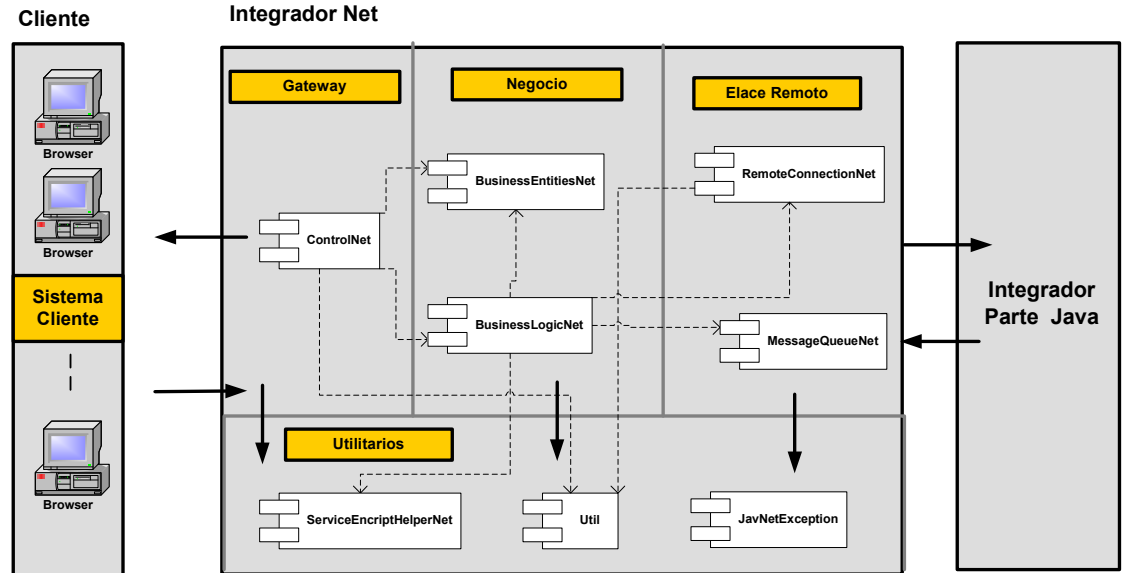 Cliente
Integrador Net
Browser
Browser
Sistema
Cliente
Browser
Gateway
Negocio
Elace Remoto
BusinessEntitiesNet
RemoteConnectionNet
ControlNet
BusinessLogicNet
MessageQueueNet
Utilitarios
ServiceEncriptHelperNet
Util
JavNetException
Integrador
Parte Java